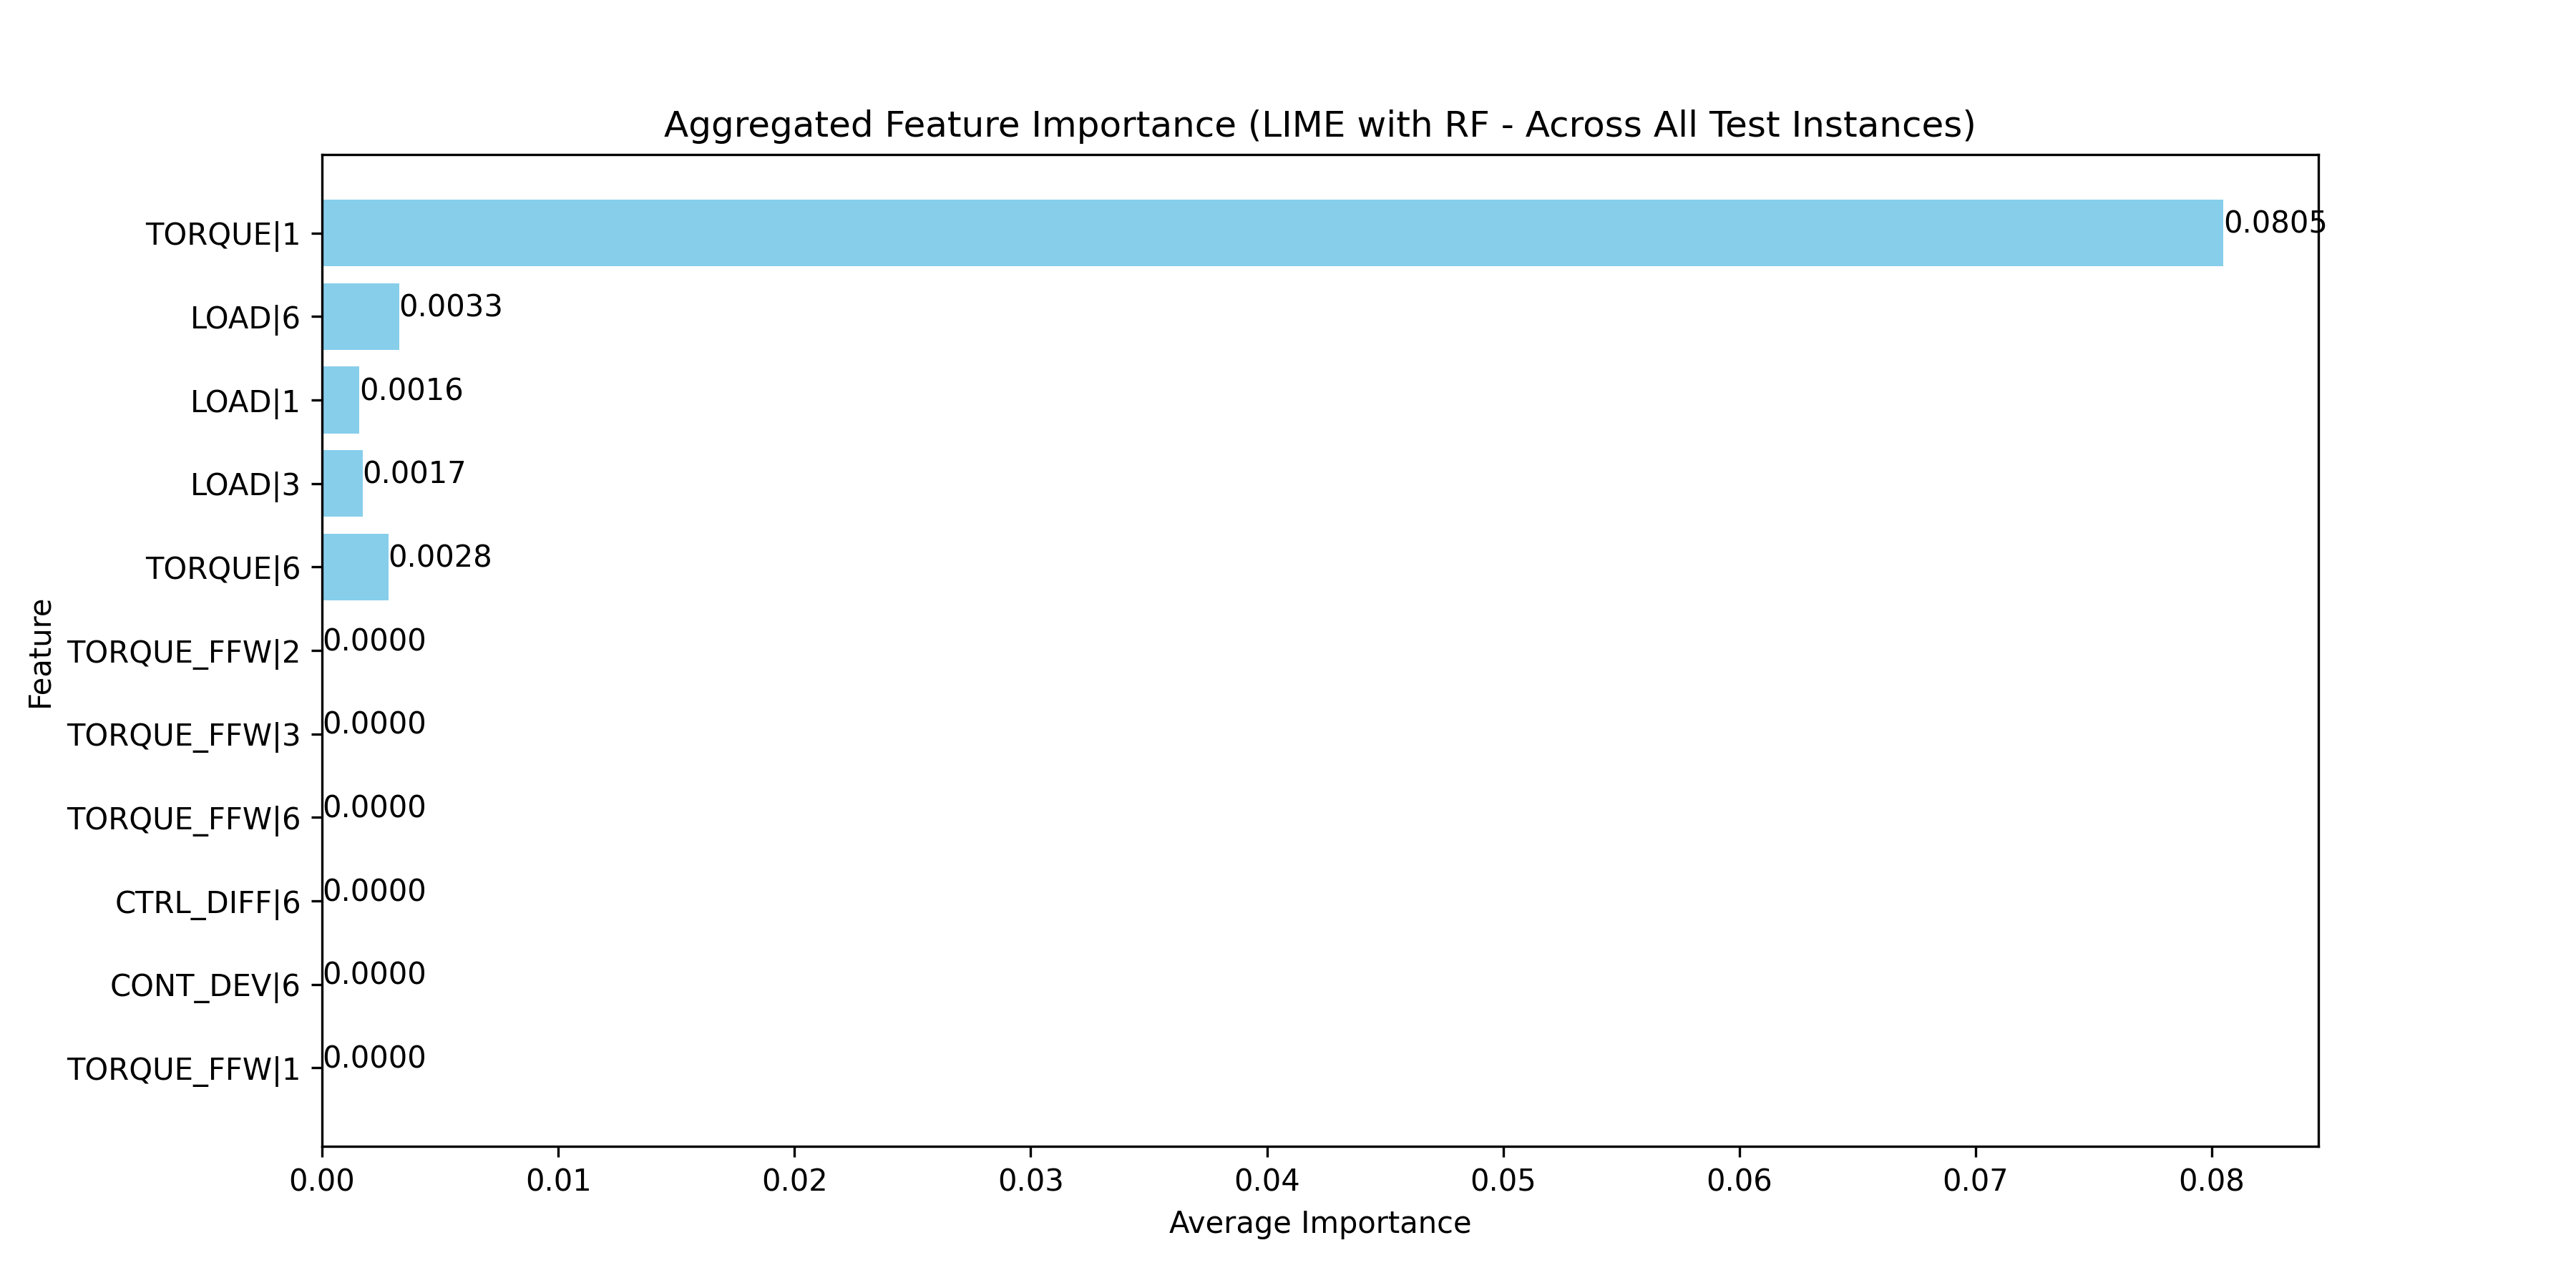 Aggregated Feature Importance (LIME with RF - Across All Test Instances)
TORQUE|1 0.0805
LOAD|6 0.0033
LOAD|1 0.0016
LOAD|3 0.0017
TORQUE|6 0.0028
TORQUE_FFW|2 0.0000
TORQUE_FFW|3 0.0000
TORQUE_FFW|6 0.0000
CTRL_DIFF|6 0.0000
CONT_DEV|6 0.0000
TORQUE_FFW|1 0.0000
Feature
0.00 0.01 0.02 0.03 0.04 0.05 0.06 0.07 0.08
Average Importance